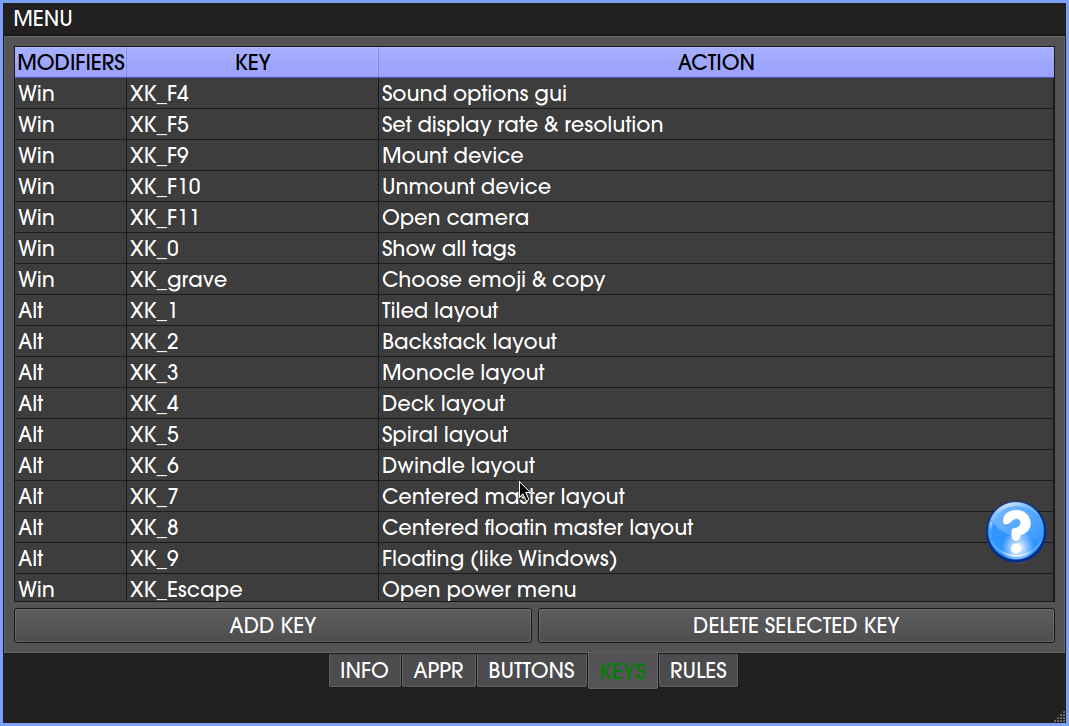 MENU
MODIFIERS KEY ACTION
Win XK_F4 Sound options gui
Win XK_F5 Set display rate & resolution
Win XK_F9 Mount device
Win XK_F10 Unmount device
Win XK_F11 Open camera
Win XK_0 Show all tags
Win XK_grave Choose emoji & copy
Alt XK_1 Tiled layout
Alt XK_2 Backstack layout
Alt XK_3 Monocle layout
Alt XK_4 Deck layout
Alt XK_5 Spiral layout
Alt XK_6 Dwindle layout
Alt XK_7 Centered master layout
Alt XK_8 Centered floatin master layout
Alt XK_9 Floating (like Windows)
Win XK_Escape Open power menu
ADD KEY DELETE SELECTED KEY
INFO APPR BUTTONS KEYS RULES